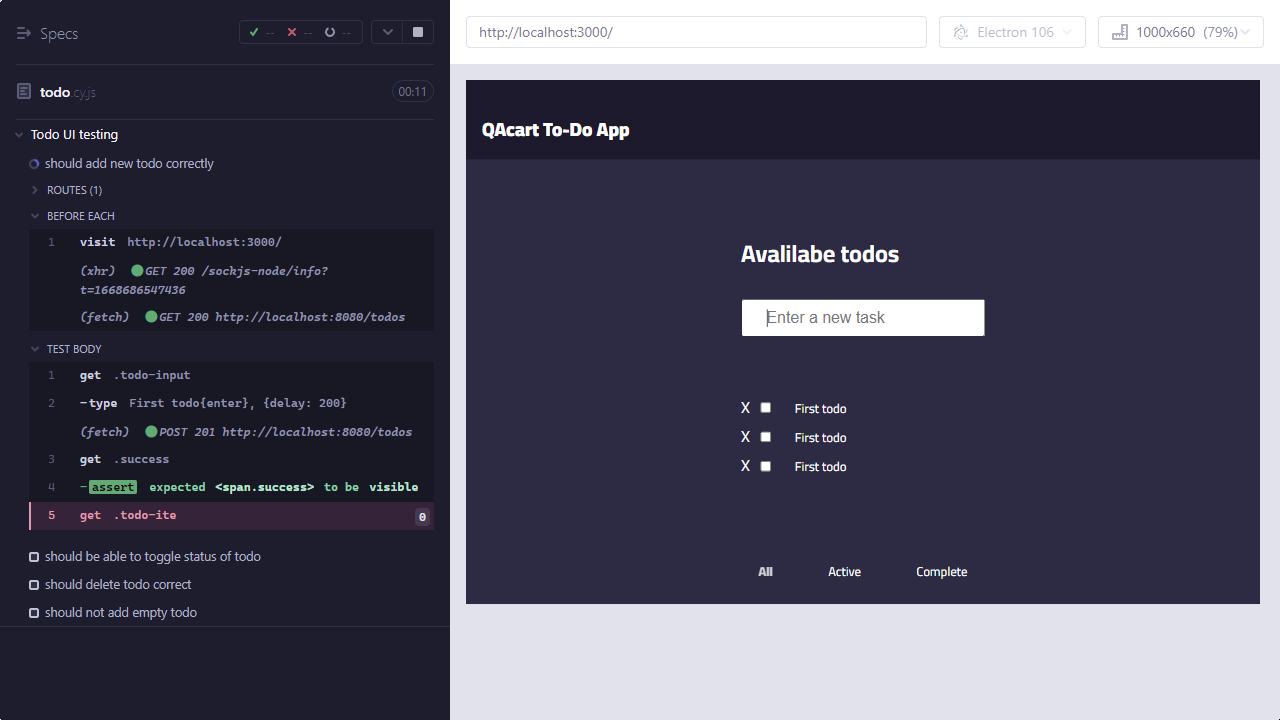 Specs
-- -- --
todo.cy.js 00:11
Todo UI testing
should add new todo correctly
ROUTES (1)
BEFORE EACH
1 visit http://localhost:3000/
(xhr) GET 200 /sockjs-node/info?
t=1668686547436
(fetch) GET 200 http://localhost:8080/todos
TEST BODY
1 get .todo-input
2 -type First todo{enter}, {delay: 200}
(fetch) POST 201 http://localhost:8080/todos
3 get .success
4 -assert expected <span.success> to be visible
5 get .todo-ite 0
should be able to toggle status of todo
should delete todo correct
should not add empty todo
http://localhost:3000/
Electron 106
1000x660 (79%)
QAcart To-Do App
Avalilabe todos
Enter a new task
X First todo
X First todo
X First todo
All Active Complete